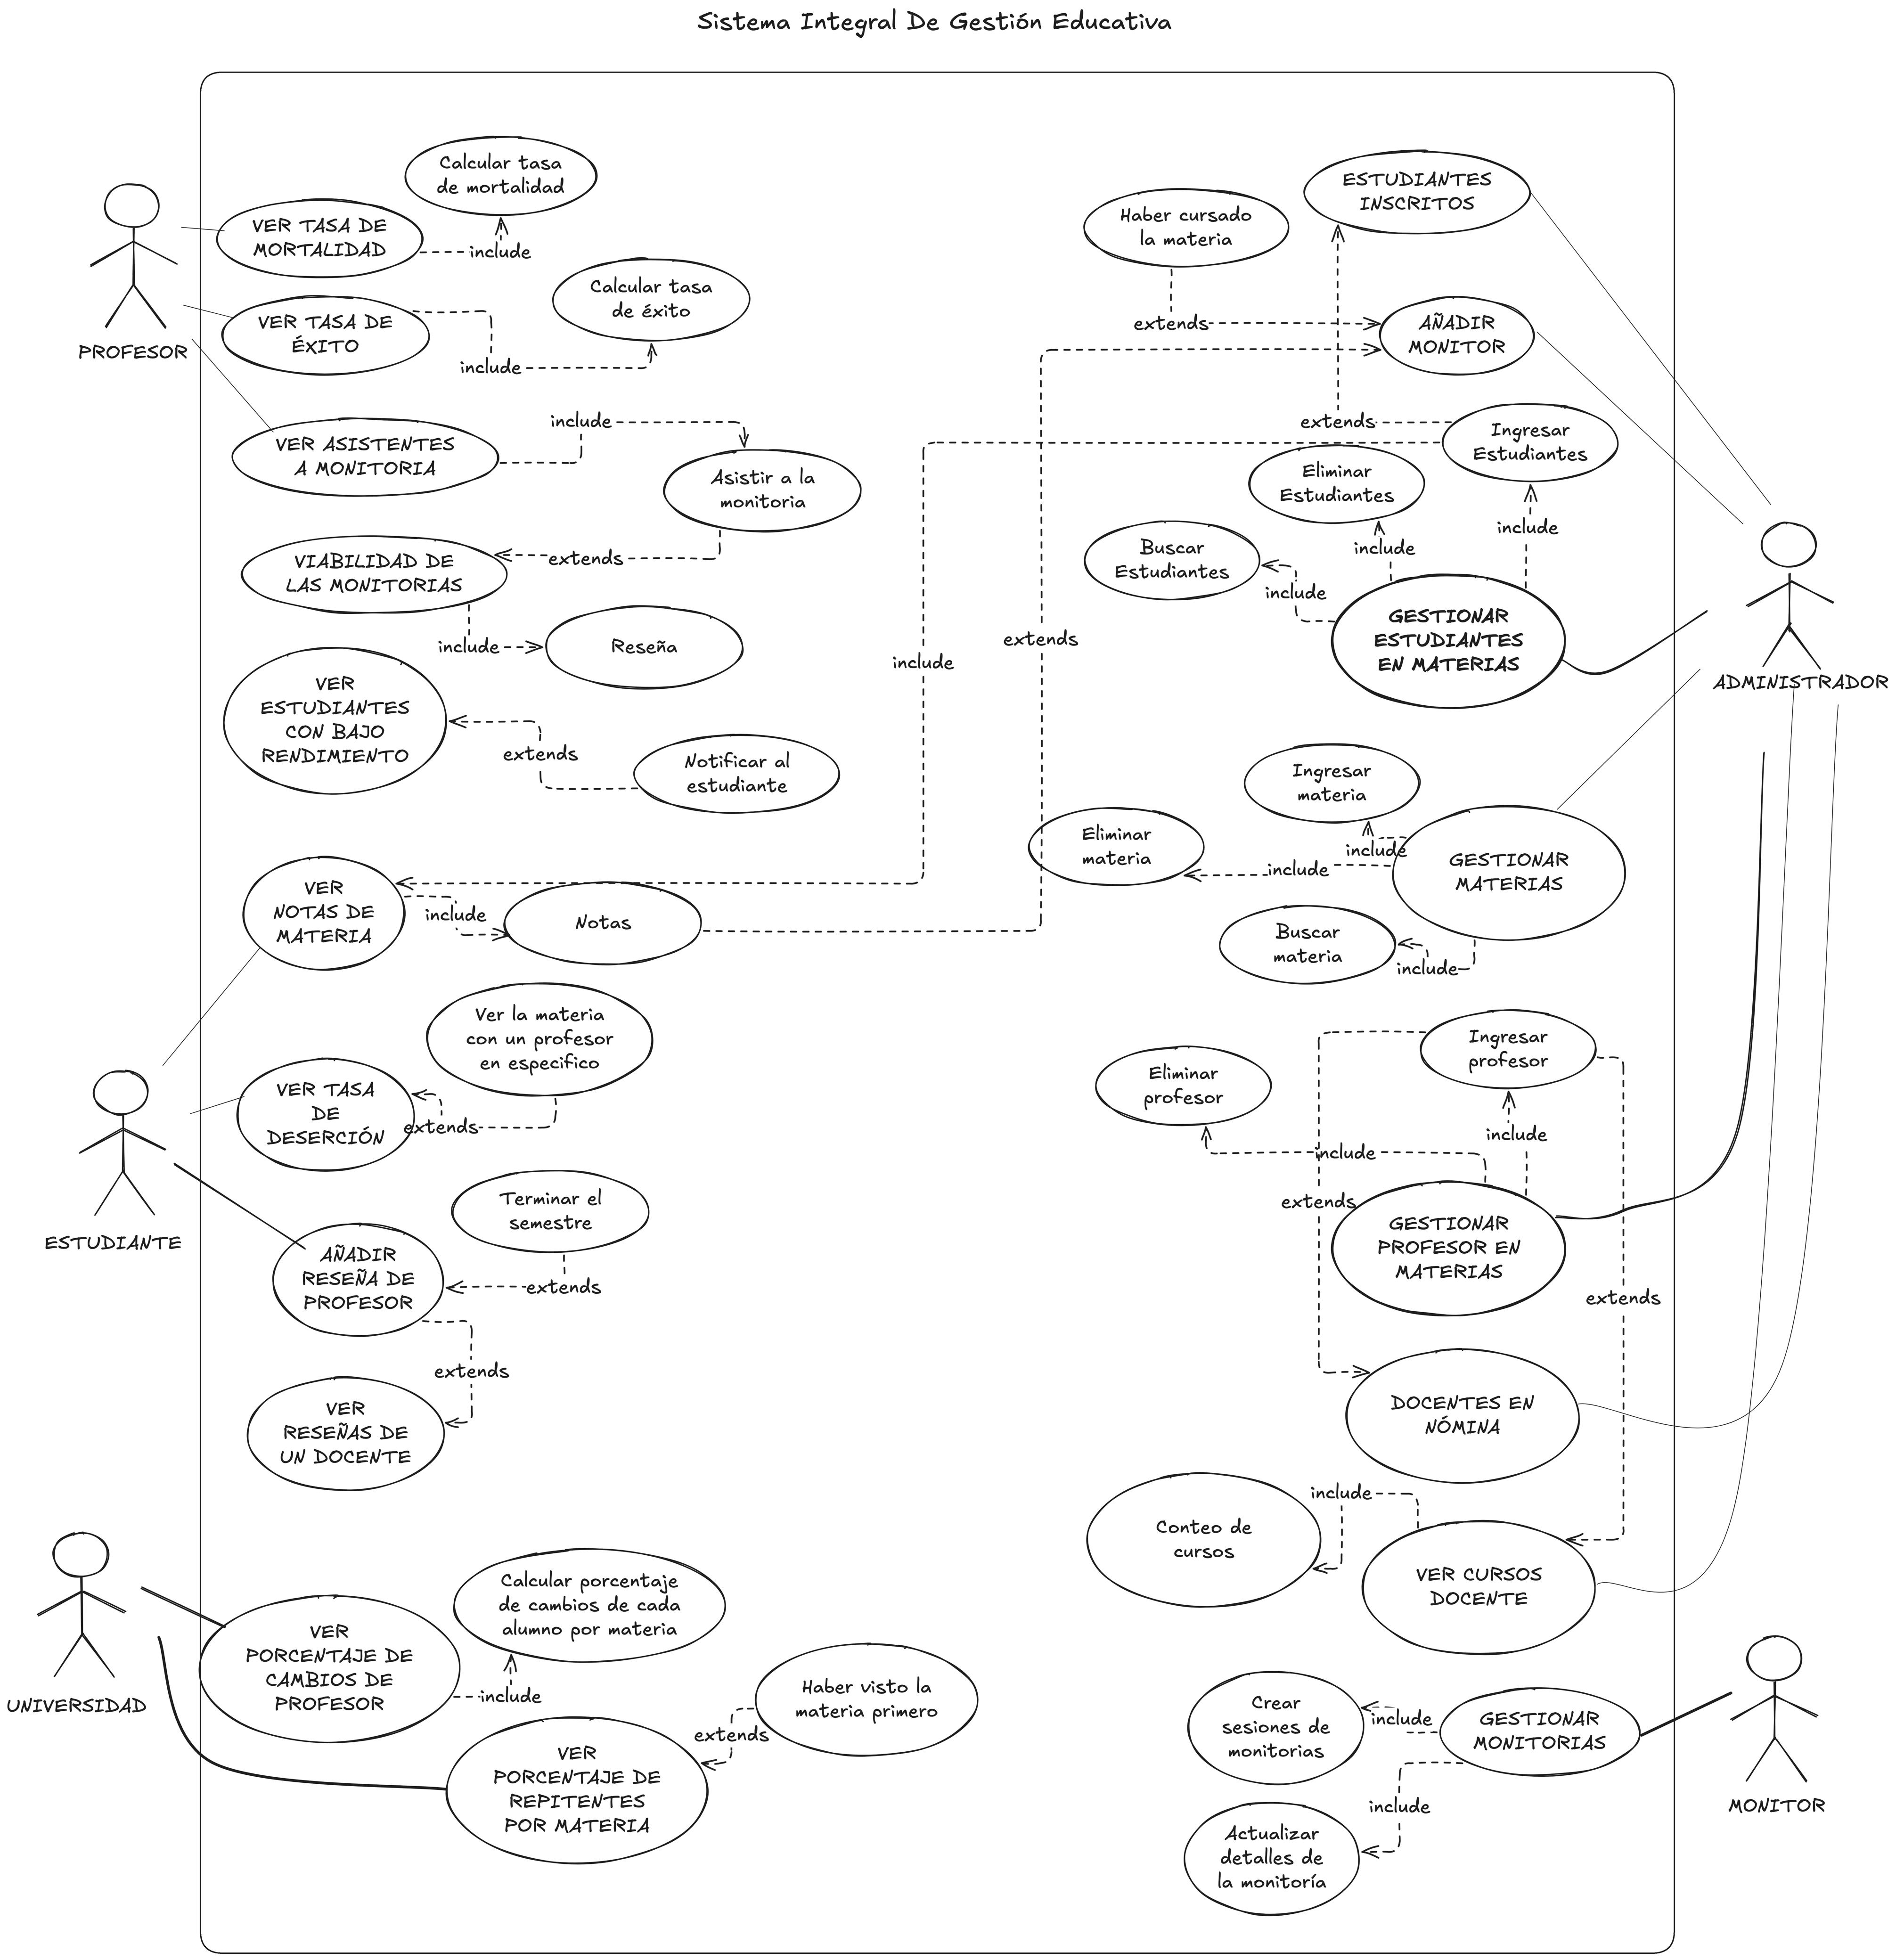 Sistema Integral De Gestión Educativa
Calcular tasa
de mortalidad
VER TASA DE
MORTALIDAD
include
PROFESOR
Calcular tasa
de éxito
VER TASA DE
ÉXITO
include
VER ASISTENTES
A MONITORIA
include
Asistir a la
monitoria
VIABILIDAD DE
LAS MONITORIAS
extends
include
Reseña
VER
ESTUDIANTES
CON BAJO
RENDIMIENTO
extends
Notificar al
estudiante
VER
NOTAS DE
MATERIA
include
Notas
include
extends
Ver la materia
con un profesor
en especifico
VER TASA
DE
DESERCIÓN
extends
ESTUDIANTE
Terminar el
semestre
AÑADIR
RESEÑA DE
PROFESOR
extends
extends
VER
RESEÑAS DE
UN DOCENTE
UNIVERSIDAD
Calcular porcentaje
de cambios de cada
alumno por materia
VER
PORCENTAJE DE
CAMBIOS DE
PROFESOR
include
Haber visto la
materia primero
extends
VER
PORCENTAJE DE
REPITENTES
POR MATERIA
ESTUDIANTES
INSCRITOS
Haber cursado
la materia
extends
AÑADIR
MONITOR
extends
Ingresar
Estudiantes
Eliminar
Estudiantes
include
include
Buscar
Estudiantes
include
GESTIONAR
ESTUDIANTES
EN MATERIAS
ADMINISTRADOR
Ingresar
materia
Eliminar
materia
include
include
GESTIONAR
MATERIAS
Buscar
materia
include
Ingresar
profesor
Eliminar
profesor
include
include
extends
GESTIONAR
PROFESOR EN
MATERIAS
extends
DOCENTES EN
NÓMINA
include
Conteo de
cursos
VER CURSOS
DOCENTE
Crear
sesiones de
monitorias
include
GESTIONAR
MONITORIAS
include
MONITOR
Actualizar
detalles de
la monitoría